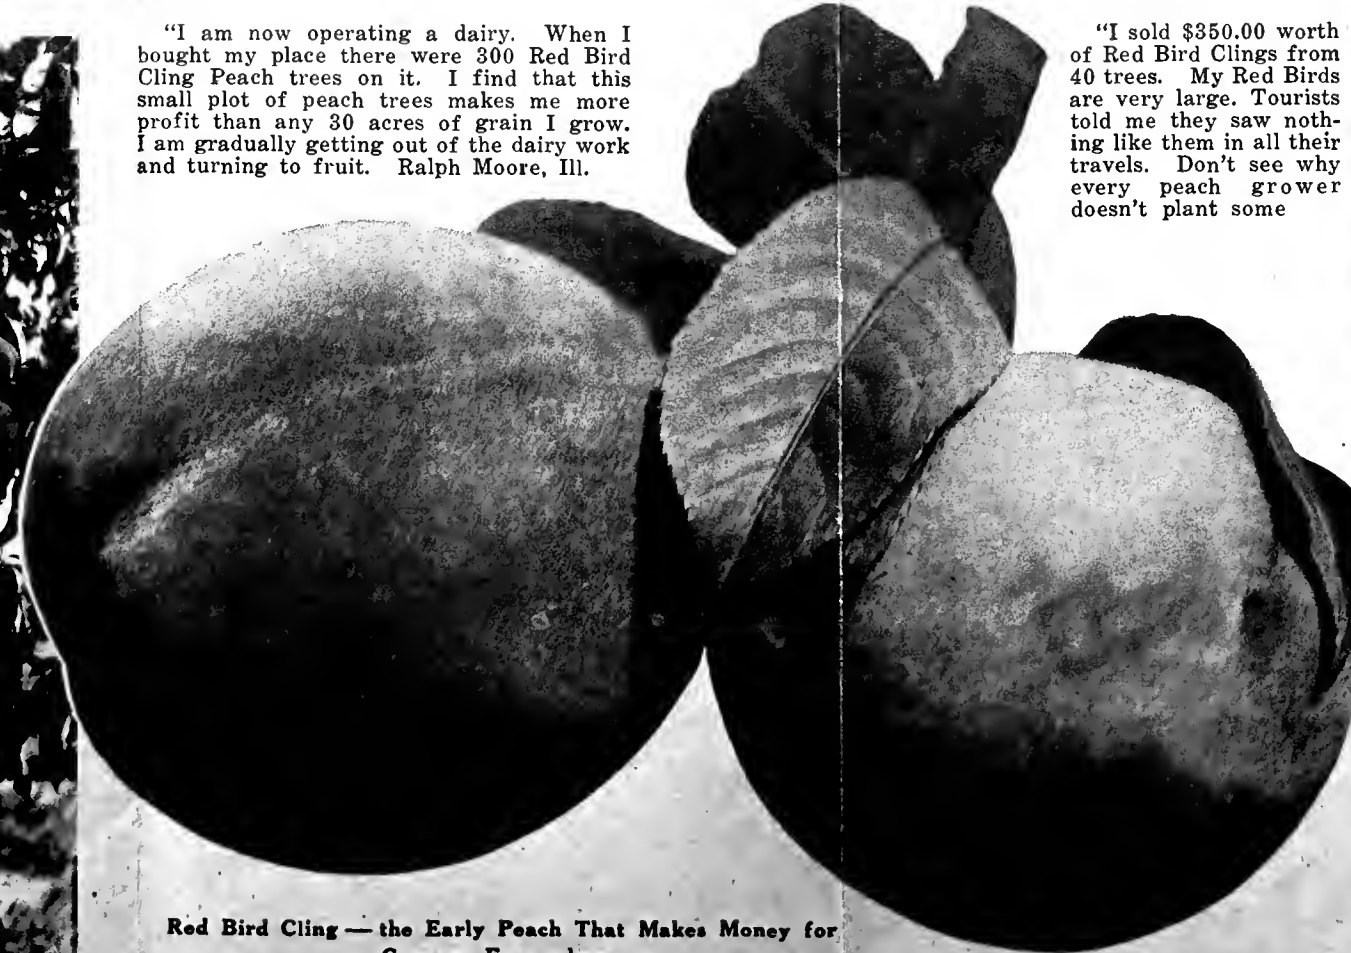 "I am now operating a dairy. When I
bought my place there were 300 Red Bird
Cling Peach trees on it. I find that this
small plot of peach trees makes me more
profit than any 30 acres of grain I grow.
I am gradually getting out of the dairy work
and turning to fruit. Ralph Moore, Ill.
"I sold $350.00 worth
of Red Bird Clings from
40 trees. My Red Birds
are very large. Tourists
told me they saw noth-
ing like them in all their
travels. Don't see why
every peach grower
doesn't plant some
Red Bird Cling — the Early Peach That Makes Money for